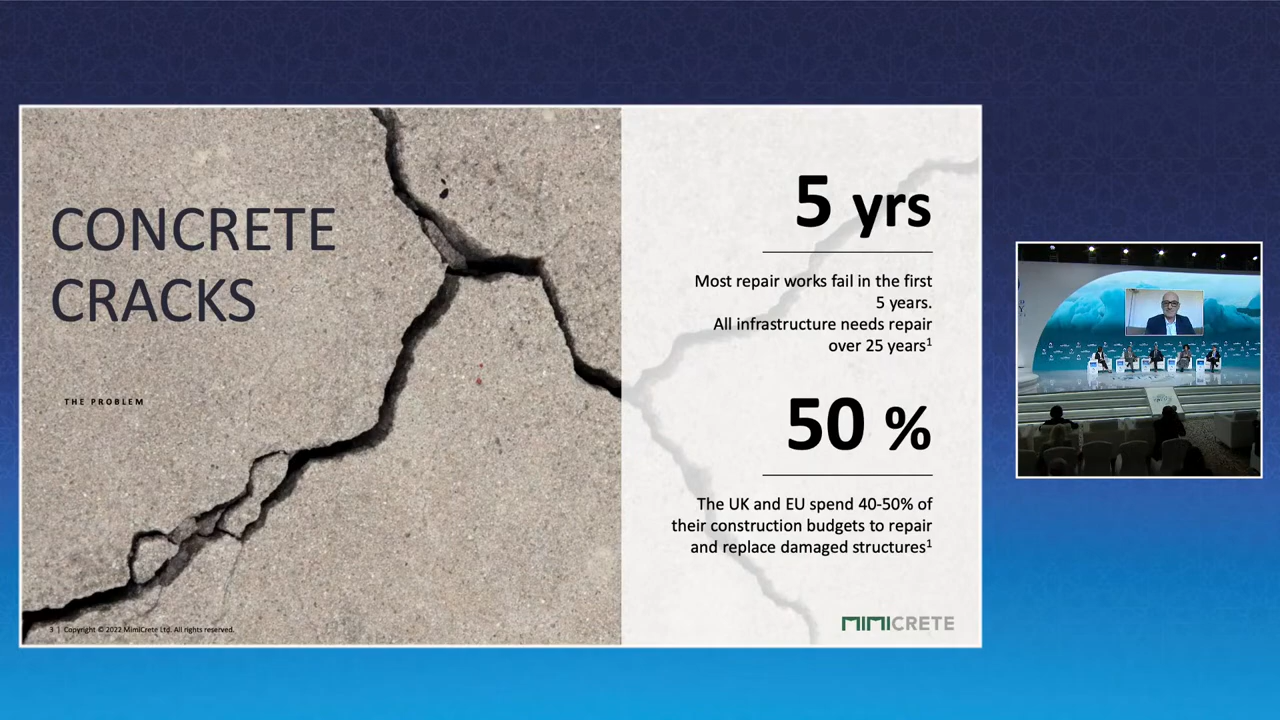 CONCRETE
CRACKS
THE PROBLEM
3 | Copyright © 2022 MimiCrete Ltd. All rights reserved.
5 yrs
Most repair works fail in the first
5 years.
All infrastructure needs repair
over 25 years¹
50 %
The UK and EU spend 40-50% of
their construction budgets to repair
and replace damaged structures¹
MIMICRETE